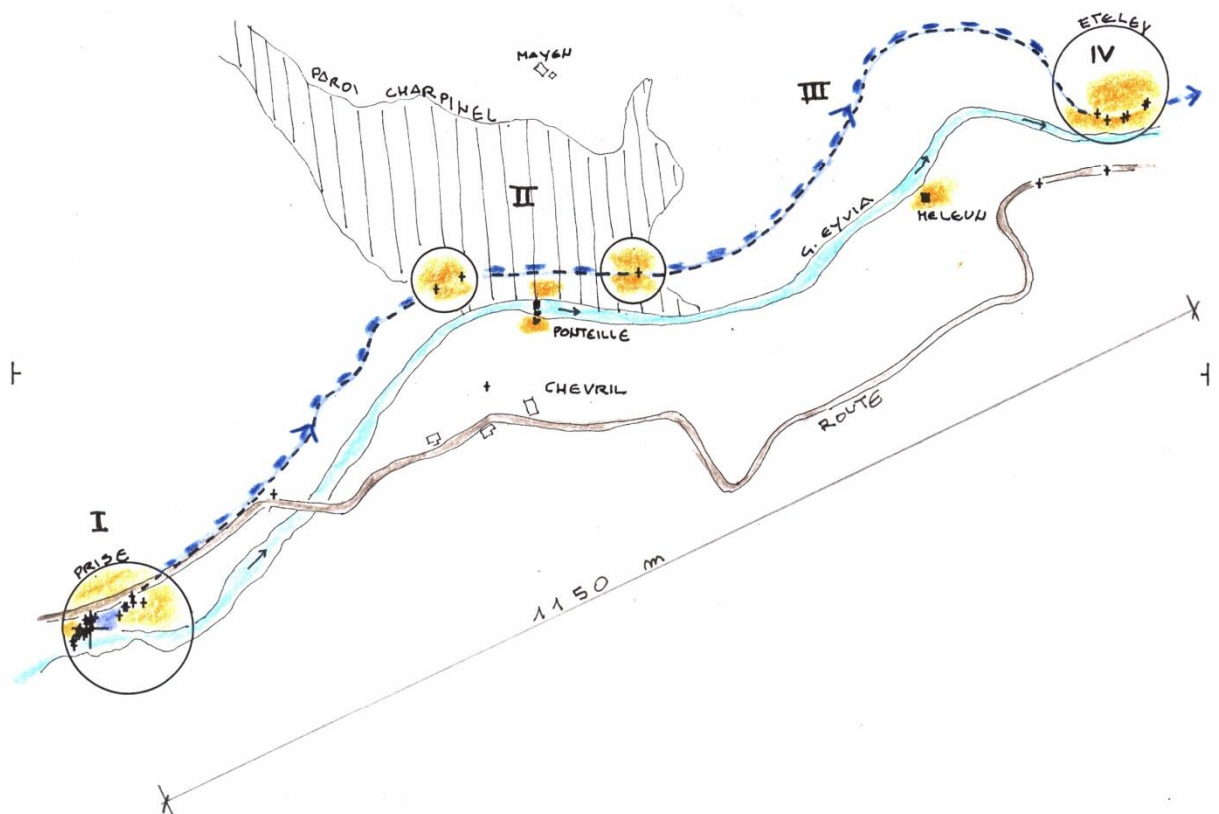 ETELEY
IV
MAYEN
PAROI CHARPINEL
III
II
G. EYVIA
MELEUN
PONTEILLE
CHEVRIL
ROUTE
I
PRISE
1150 m